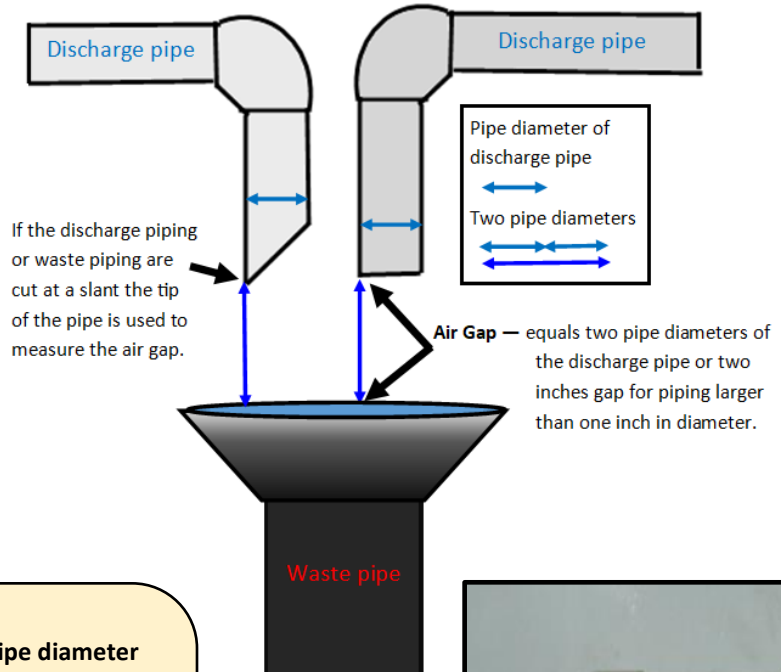 Discharge pipe
Discharge pipe
Pipe diameter of
discharge pipe
Two pipe diameters
If the discharge piping
or waste piping are
cut at a slant the tip
of the pipe is used to
measure the air gap.
Air Gap — equals two pipe diameters of
the discharge pipe or two
inches gap for piping larger
than one inch in diameter.
Waste pipe
pipe diameter